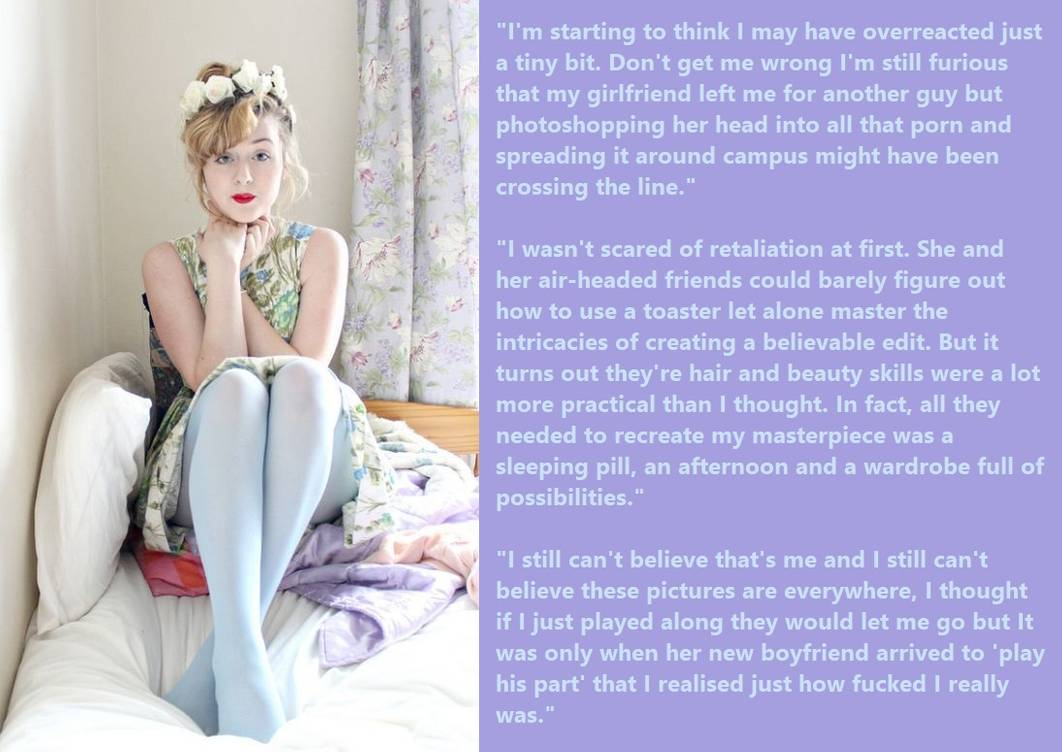 "I'm starting to think I may have overreacted just
a tiny bit. Don't get me wrong I'm still furious
that my girlfriend left me for another guy but
photoshopping her head into all that porn and
spreading it around campus might have been
crossing the line."
"I wasn't scared of retaliation at first. She and
her air-headed friends could barely figure out
how to use a toaster let alone master the
intricacies of creating a believable edit. But it
turns out they're hair and beauty skills were a lot
more practical than I thought. In fact, all they
needed to recreate my masterpiece was a
sleeping pill, an afternoon and a wardrobe full of
possibilities."
"I still can't believe that's me and I still can't
believe these pictures are everywhere, I thought
if I just played along they would let me go but It
was only when her new boyfriend arrived to 'play
his part' that I realised just how fucked I really
was."